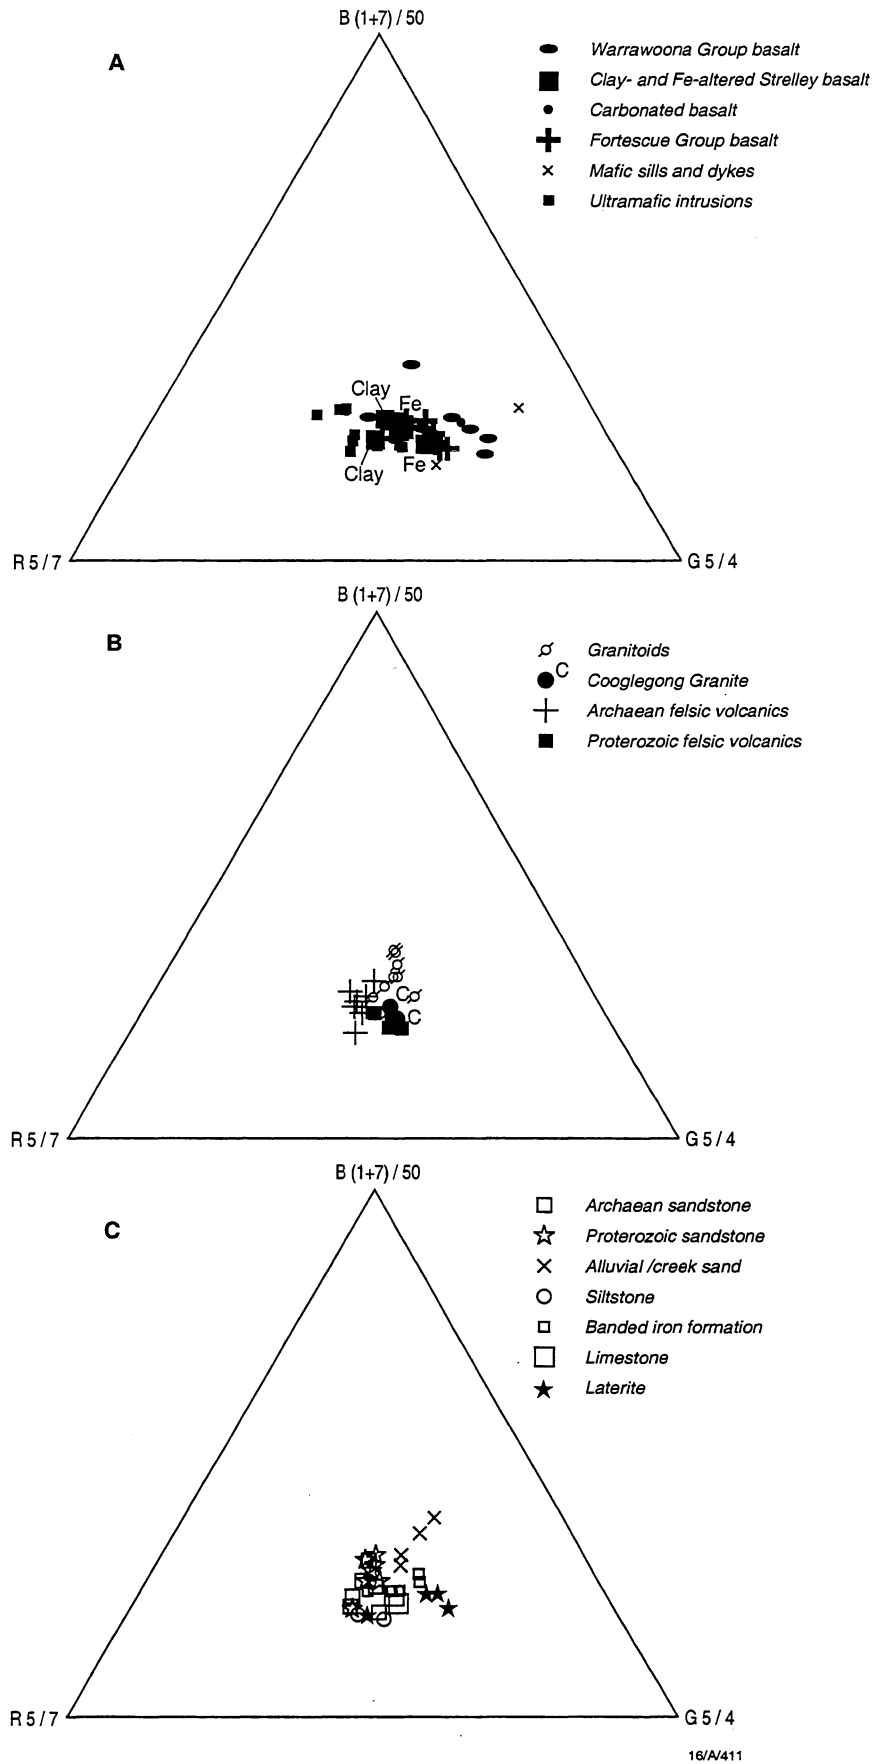 B (1+7) / 50
A
Warrawoona Group basalt
Clay- and Fe-altered Strelley basalt
Carbonated basalt
Fortescue Group basalt
Mafic sills and dykes
Ultramafic intrusions
Clay
Fe
Fe
Clay
R 5 / 7
G 5 / 4
B (1+7) / 50
B
Granitoids
C
Cooglegong Granite
Archaean felsic volcanics
Proterozoic felsic volcanics
C
C
R 5 / 7
G 5 / 4
B (1+7) / 50
C
Archaean sandstone
Proterozoic sandstone
Alluvial /creek sand
Siltstone
Banded iron formation
Limestone
Laterite
R 5 / 7
G 5 / 4
16/A/411